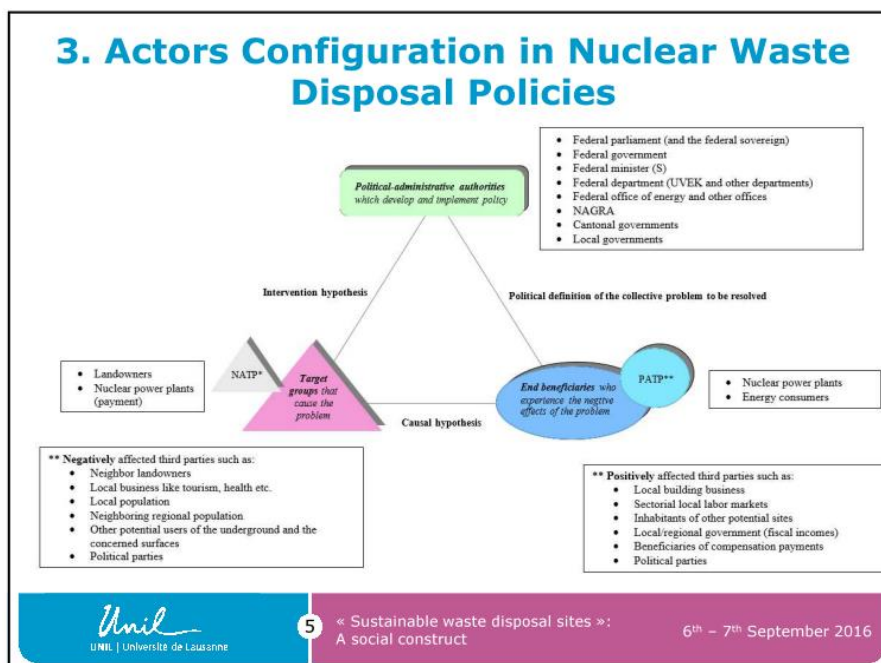 3. Actors Configuration in Nuclear Waste
Disposal Policies
• Federal parliament (and the federal sovereign)
• Federal government
• Federal minister (S)
• Federal department (UVEK and other departments)
• Federal office of energy and other offices
• NAGRA
• Cantonal governments
• Local governments
Political-administrative authorities
which develop and implement policy
Intervention hypothesis
Political definition of the collective problem to be resolved
• Landowners
• Nuclear power plants
(payment)
NATP*
Target
groups that
cause the
problem
Causal hypothesis
End beneficiaries who
experience the negtive
effects of the problem
PATP**
• Nuclear power plants
• Energy consumers
** Negatively affected third parties such as:
• Neighbor landowners
• Local business like tourism, health etc.
• Local population
• Neighboring regional population
• Other potential users of the underground and the
concerned surfaces
• Political parties
** Positively affected third parties such as:
• Local building business
• Sectorial local labor markets
• Inhabitants of other potential sites
• Local/regional government (fiscal incomes)
• Beneficiaries of compensation payments
• Political parties
Unil
UNIL | Université de Lausanne
5
« Sustainable waste disposal sites »:
A social construct
6th – 7th September 2016